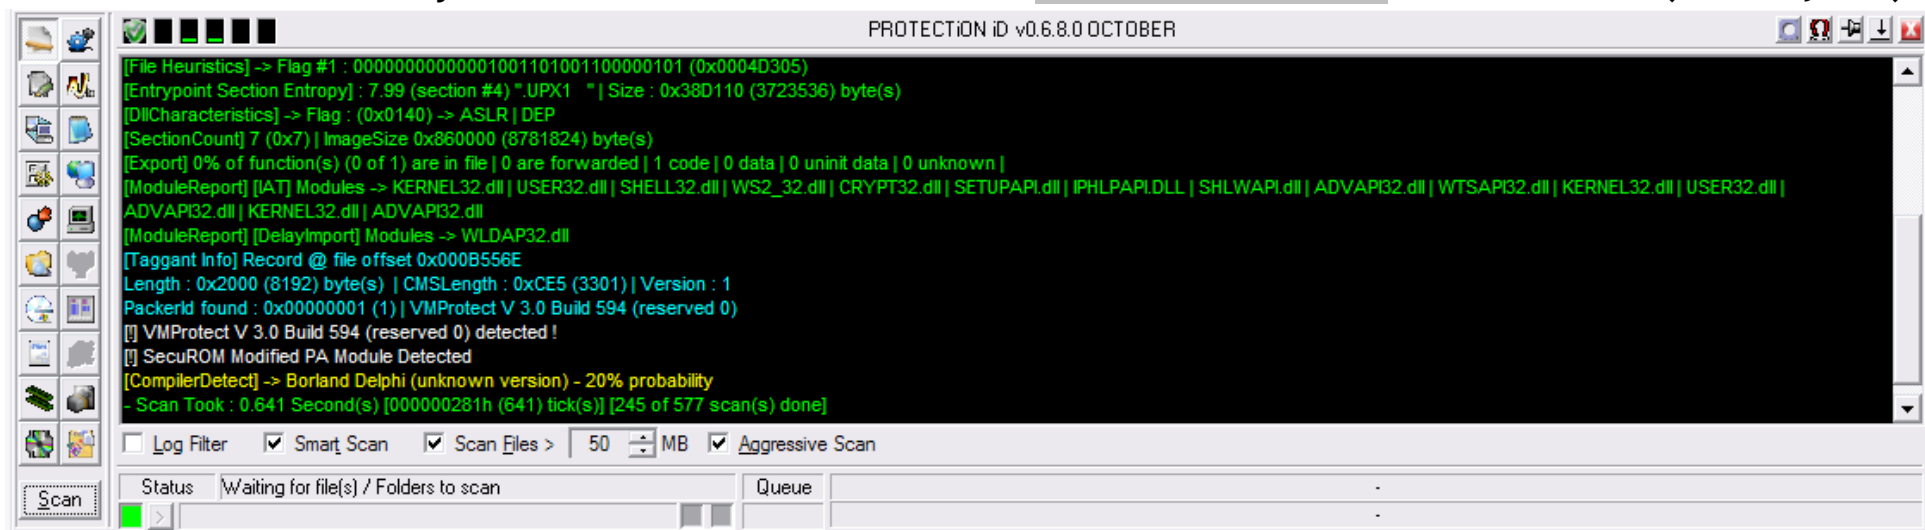 PROTECTiON iD v0.6.8.0 OCTOBER
[File Heuristics] -> Flag #1 : 00000000000001001101001100000101 (0x0004D305)
[Entrypoint Section Entropy] : 7.99 (section #4) ".UPX1   " | Size : 0x38D110 (3723536) byte(s)
[DllCharacteristics] -> Flag : (0x0140) -> ASLR | DEP
[SectionCount] 7 (0x7) | ImageSize 0x860000 (8781824) byte(s)
[Export] 0% of function(s) (0 of 1) are in file | 0 are forwarded | 1 code | 0 data | 0 uninit data | 0 unknown |
[ModuleReport] [IAT] Modules -> KERNEL32.dll | USER32.dll | SHELL32.dll | WS2_32.dll | CRYPT32.dll | SETUPAPI.dll | IPHLPAPI.DLL | SHLWAPI.dll | ADVAPI32.dll | WTSAPI32.dll | KERNEL32.dll | USER32.dll |
ADVAPI32.dll | KERNEL32.dll | ADVAPI32.dll
[ModuleReport] [DelayImport] Modules -> WLDAP32.dll
[Taggant Info] Record @ file offset 0x000B556E
Length : 0x2000 (8192) byte(s)  | CMSLength : 0xCE5 (3301) | Version : 1
PackerId found : 0x00000001 (1) | VMProtect V 3.0 Build 594 (reserved 0)
[!] VMProtect V 3.0 Build 594 (reserved 0) detected !
[!] SecuROM Modified PA Module Detected
[CompilerDetect] -> Borland Delphi (unknown version) - 20% probability
- Scan Took : 0.641 Second(s) [000000281h (641) tick(s)] [245 of 577 scan(s) done]
Log Filter Smart Scan Scan Files > 50 MB Aggressive Scan
Scan Status Waiting for file(s) / Folders to scan Queue -
> -